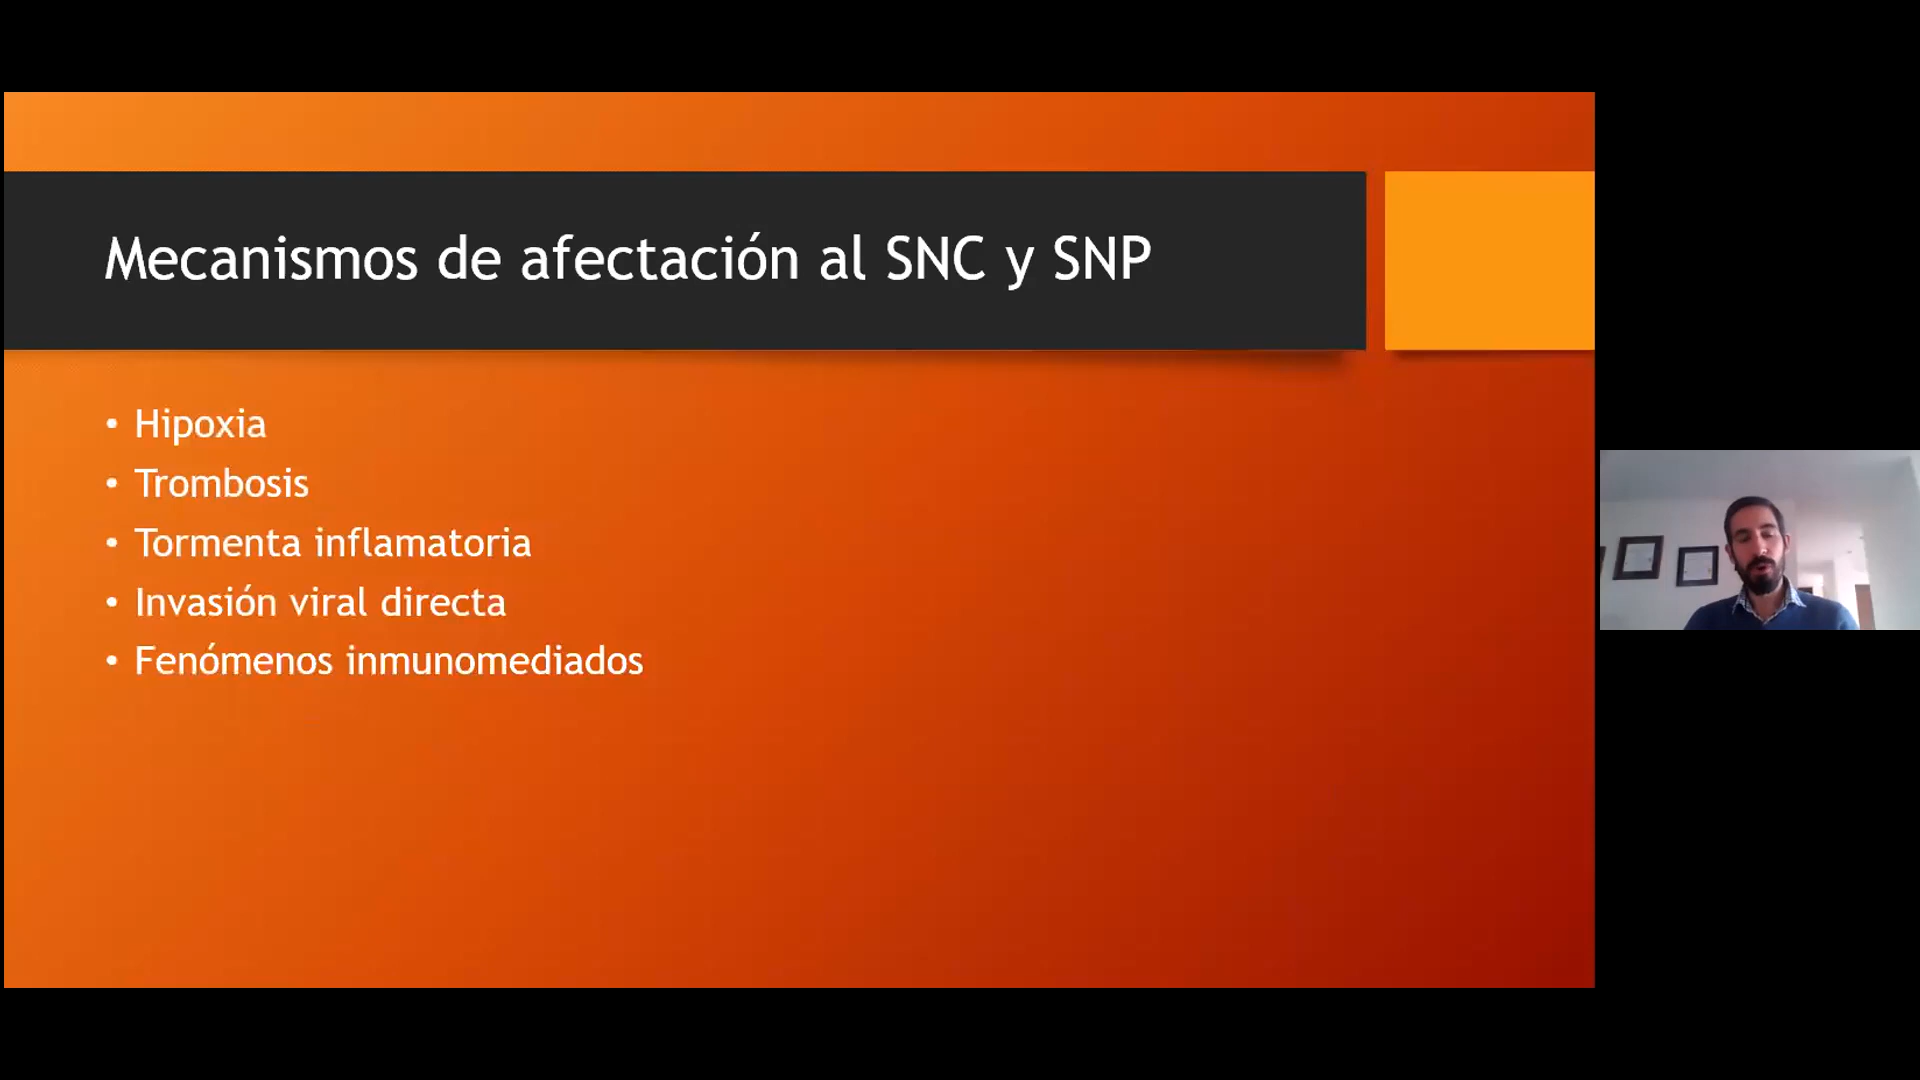 Mecanismos de afectación al SNC y SNP
• Hipoxia
• Trombosis
• Tormenta inflamatoria
• Invasión viral directa
• Fenómenos inmunomediados